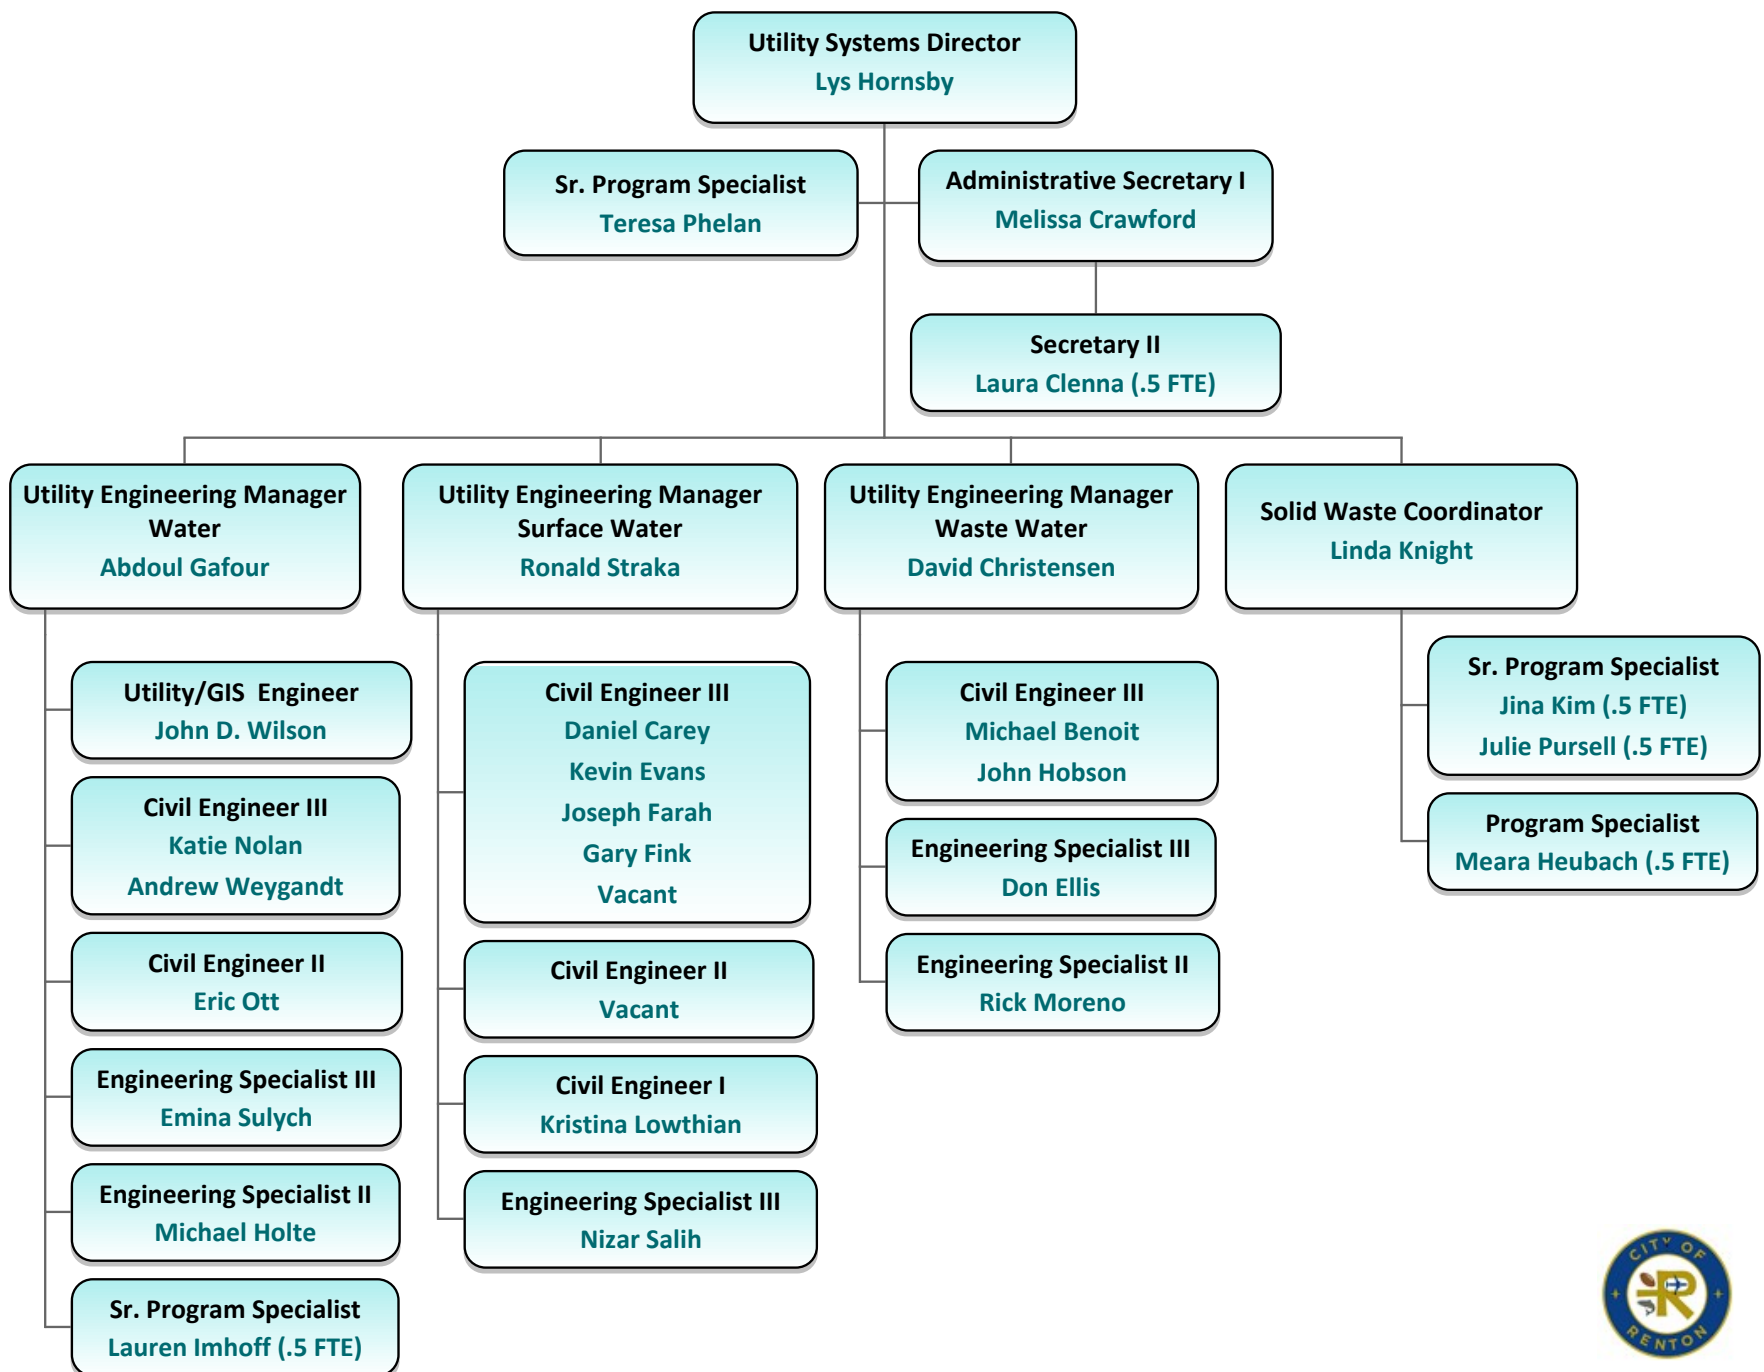 Utility Systems Director
Lys Hornsby
Sr. Program Specialist
Teresa Phelan
Administrative Secretary I
Melissa Crawford
Secretary II
Laura Clenna (.5 FTE)
Utility Engineering Manager
Water
Abdoul Gafour
Utility/GIS  Engineer
John D. Wilson
Civil Engineer III
Katie Nolan
Andrew Weygandt
Civil Engineer II
Eric Ott
Engineering Specialist III
Emina Sulych
Engineering Specialist II
Michael Holte
Sr. Program Specialist
Lauren Imhoff (.5 FTE)
Utility Engineering Manager
Surface Water
Ronald Straka
Civil Engineer III
Daniel Carey
Kevin Evans
Joseph Farah
Gary Fink
Vacant
Civil Engineer II
Vacant
Civil Engineer I
Kristina Lowthian
Engineering Specialist III
Nizar Salih
Utility Engineering Manager
Waste Water
David Christensen
Civil Engineer III
Michael Benoit
John Hobson
Engineering Specialist III
Don Ellis
Engineering Specialist II
Rick Moreno
Solid Waste Coordinator
Linda Knight
Sr. Program Specialist
Jina Kim (.5 FTE)
Julie Pursell (.5 FTE)
Program Specialist
Meara Heubach (.5 FTE)
CITY OF
R
RENTON